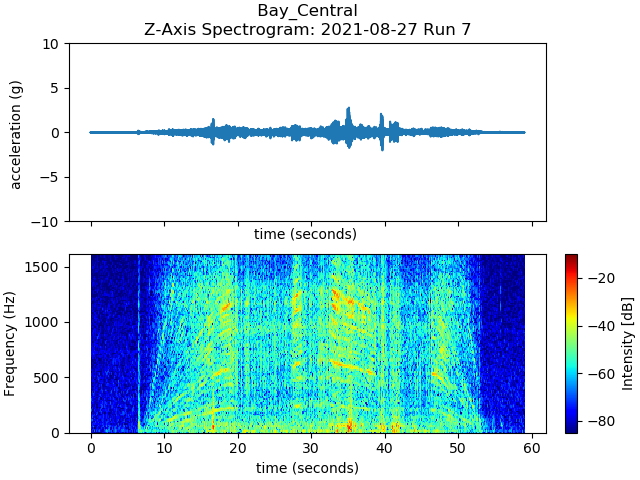 Bay_Central
Z-Axis Spectrogram: 2021-08-27 Run 7
10
5
0
−5
−10
acceleration (g)
time (seconds)
1500
1000
500
0
Frequency (Hz)
0 10 20 30 40 50 60
time (seconds)
−20
−40
−60
−80
Intensity [dB]